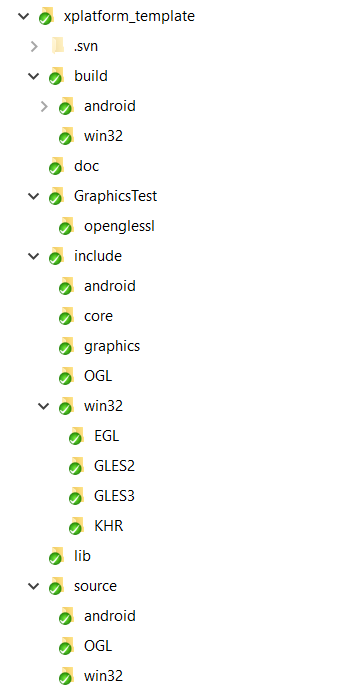 xplatform_template
.svn
build
android
win32
doc
GraphicsTest
openglessl
include
android
core
graphics
OGL
win32
EGL
GLES2
GLES3
KHR
lib
source
android
OGL
win32